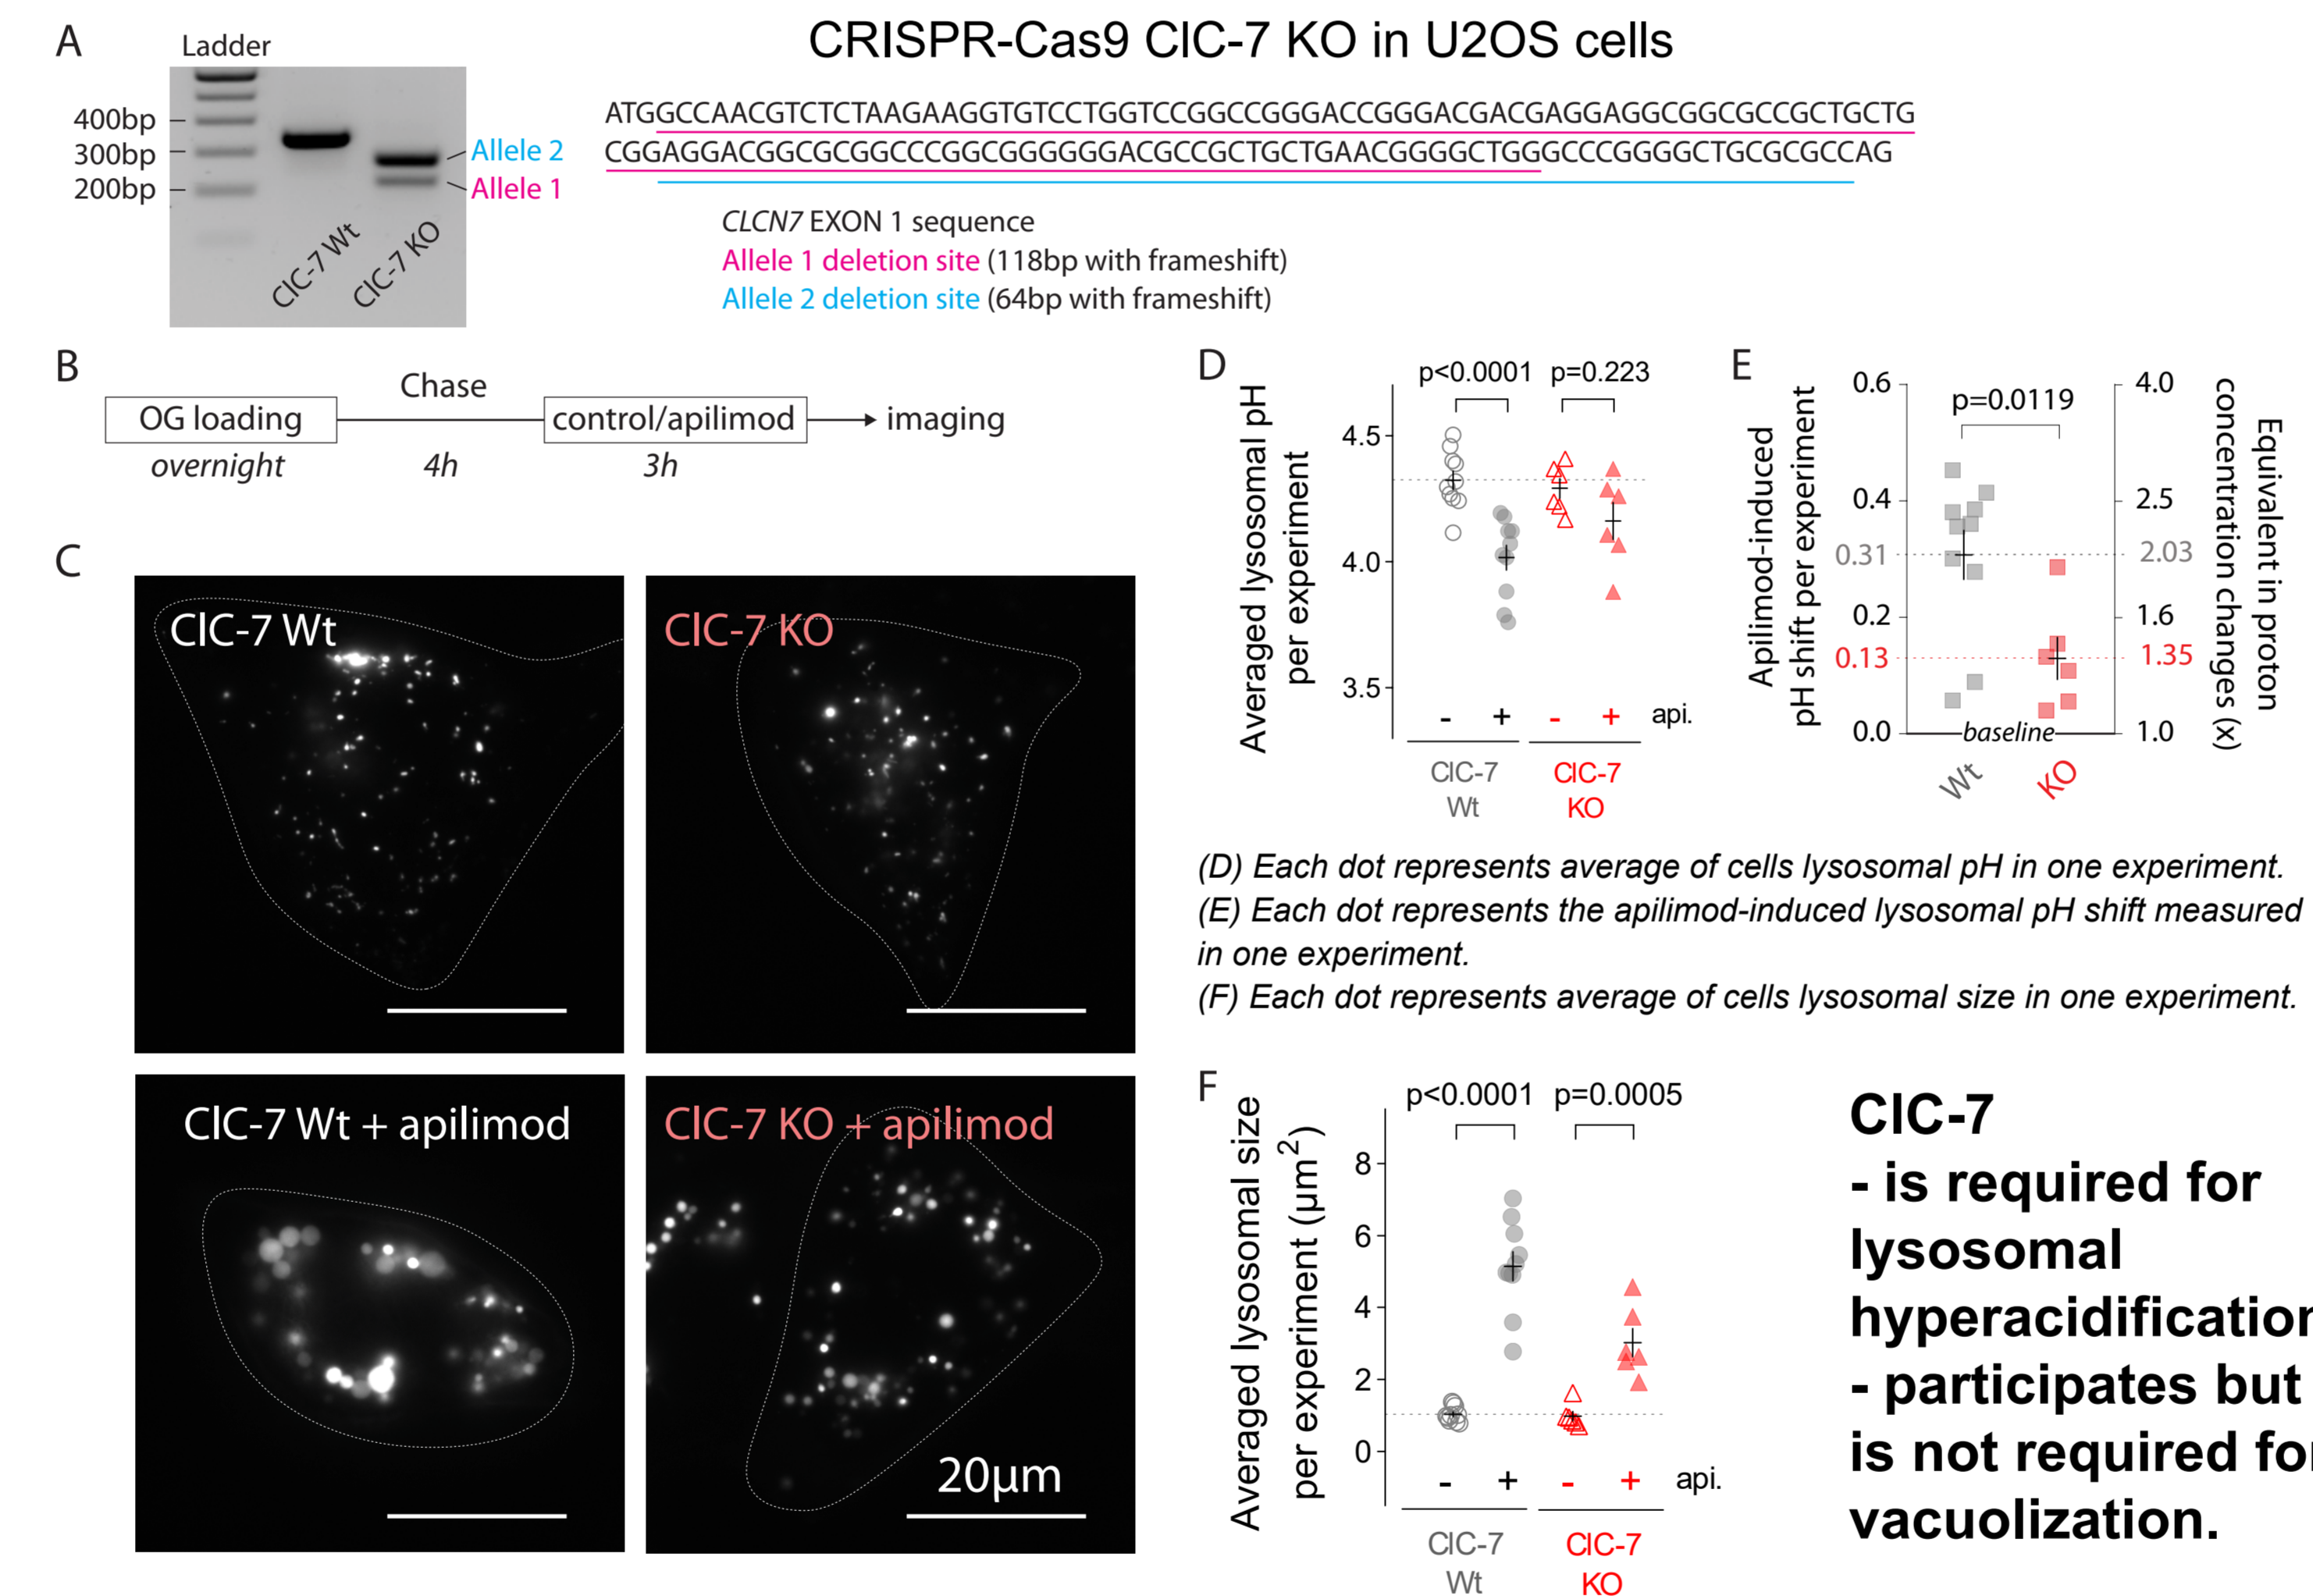 CRISPR-Cas9 ClC-7 KO in U2OS cells
A
Ladder
400bp
300bp
200bp
ClC-7 Wt
ClC-7 KO
Allele 2
Allele 1
ATGGCCAACGTCTCTAAGAAGGTGTCCTGGTCCGGCCGGGACCGGGACGACGAGGAGGCGGCGCCGCTGCTG
CGGAGGACGGCGCGGCCCGGCGGGGGGACGCCGCTGCTGAACGGGGCTGGGCCCGGGGCTGCGCGCCAG
CLCN7 EXON 1 sequence
Allele 1 deletion site (118bp with frameshift)
Allele 2 deletion site (64bp with frameshift)
B
OG loading
overnight
Chase
4h
control/apilimod
3h
imaging
C
ClC-7 Wt
ClC-7 KO
ClC-7 Wt + apilimod
ClC-7 KO + apilimod
20µm
D
Averaged lysosomal pH
per experiment
p<0.0001 p=0.223
4.5
4.0
3.5
- + - + api.
ClC-7
Wt
ClC-7
KO
E
Apilimod-induced
pH shift per experiment
0.6
0.4
0.31
0.2
0.13
0.0
p=0.0119
baseline
4.0
2.5
2.03
1.6
1.35
1.0
Equivalent in proton
concentration changes (x)
Wt
KO
(D) Each dot represents average of cells lysosomal pH in one experiment.
(E) Each dot represents the apilimod-induced lysosomal pH shift measured
in one experiment.
(F) Each dot represents average of cells lysosomal size in one experiment.
F
Averaged lysosomal size
per experiment (µm²)
p<0.0001 p=0.0005
8
6
4
2
0
- + - + api.
ClC-7
Wt
ClC-7
KO
ClC-7
- is required for
lysosomal
hyperacidification
- participates but
is not required for
vacuolization.